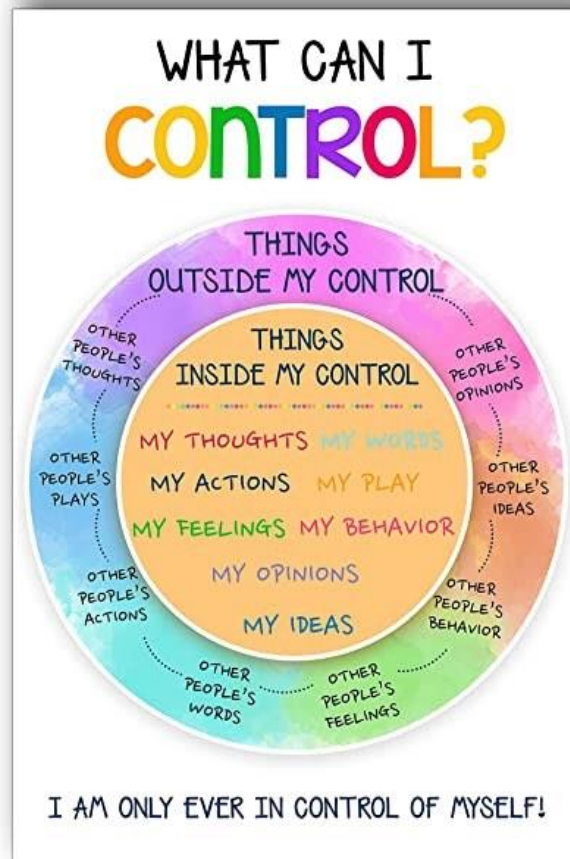 WHAT CAN I
CONTROL?
THINGS
OUTSIDE MY CONTROL
OTHER
PEOPLE'S
THOUGHTS
OTHER
PEOPLE'S
OPINIONS
OTHER
PEOPLE'S
PLAYS
OTHER
PEOPLE'S
IDEAS
OTHER
PEOPLE'S
ACTIONS
OTHER
PEOPLE'S
BEHAVIOR
OTHER
PEOPLE'S
WORDS
OTHER
PEOPLE'S
FEELINGS
THINGS
INSIDE MY CONTROL
MY THOUGHTS MY WORDS
MY ACTIONS MY PLAY
MY FEELINGS MY BEHAVIOR
MY OPINIONS
MY IDEAS
I AM ONLY EVER IN CONTROL OF MYSELF!